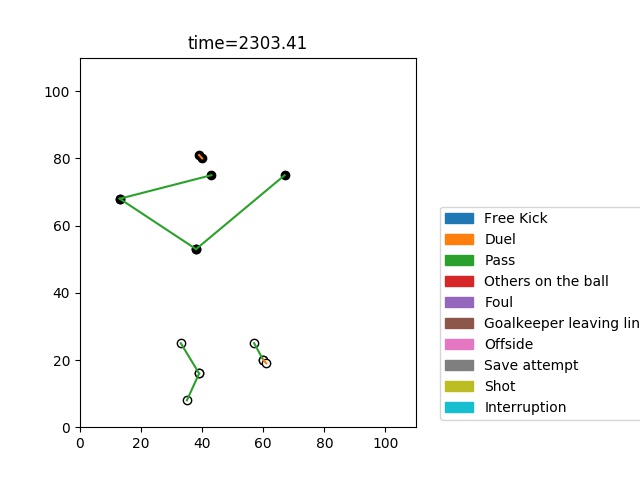 time=2303.41
100
80
60
40
20
0
0 20 40 60 80 100
Free Kick
Duel
Pass
Others on the ball
Foul
Goalkeeper leaving lin
Offside
Save attempt
Shot
Interruption